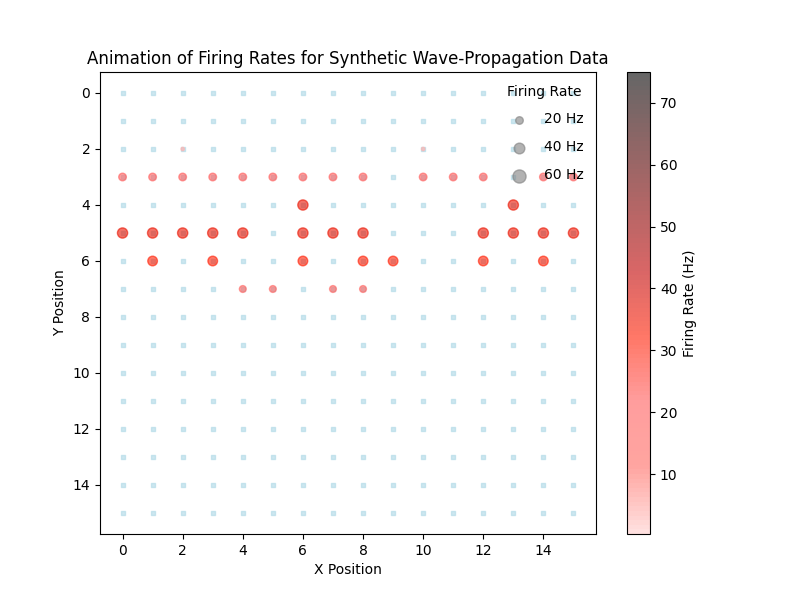 Animation of Firing Rates for Synthetic Wave-Propagation Data
Firing Rate
20 Hz
40 Hz
60 Hz
0
2
4
6
8
10
12
14
Y Position
0 2 4 6 8 10 12 14
X Position
70
60
50
40
30
20
10
Firing Rate (Hz)